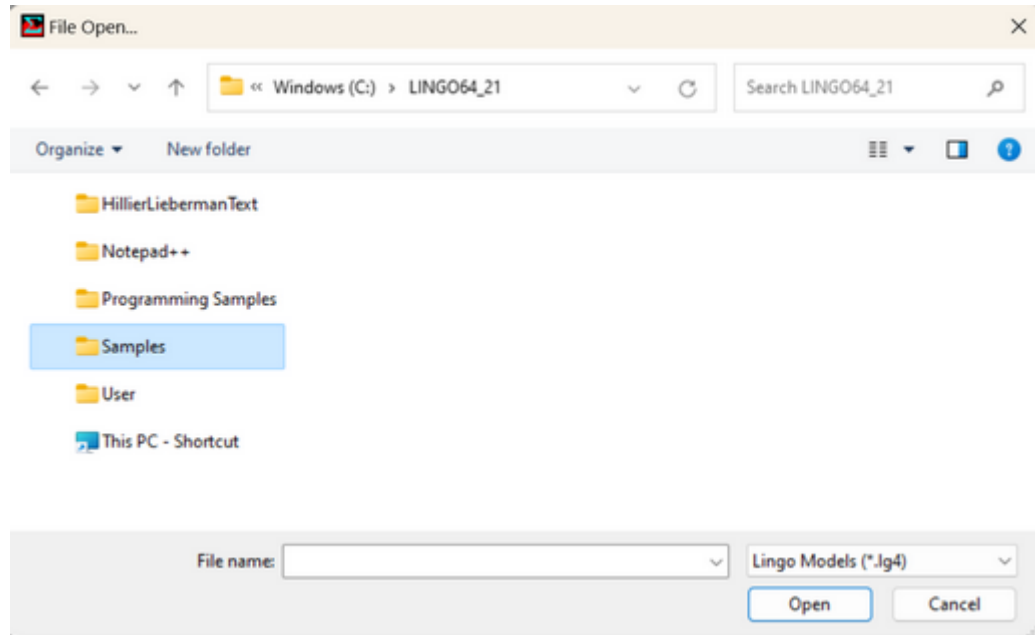 File Open...
« Windows (C:) › LINGO64_21
Search LINGO64_21
Organize
New folder
?
HillierLiebermanText
Notepad++
Programming Samples
Samples
User
This PC - Shortcut
File name:
Lingo Models (*.lg4)
Open
Cancel